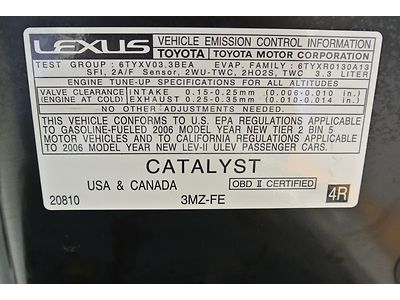 LEXUS VEHICLE EMISSION CONTROL INFORMATION
TOYOTA TOYOTA MOTOR CORPORATION
TEST GROUP : 6TYXV03.3BEA EVAP. FAMILY : 6TYXR0130A13
SFI, 2A/F Sensor, 2WU-TWC, 2HO2S, TWC 3.3 LITER
ENGINE TUNE-UP SPECIFICATIONS FOR ALL ALTITUDES
VALVE CLEARANCE INTAKE 0.15-0.25mm (0.006-0.010 in.)
(ENGINE AT COLD) EXHAUST 0.25-0.35mm (0.010-0.014 in.)
NO OTHER ADJUSTMENTS NEEDED.
THIS VEHICLE CONFORMS TO U.S. EPA REGULATIONS APPLICABLE
TO GASOLINE-FUELED 2006 MODEL YEAR NEW TIER 2 BIN 5
MOTOR VEHICLES AND TO CALIFORNIA REGULATIONS APPLICABLE
TO 2006 MODEL YEAR NEW LEV-II ULEV PASSENGER CARS.
CATALYST
USA & CANADA OBD II CERTIFIED
20810 3MZ-FE 4R